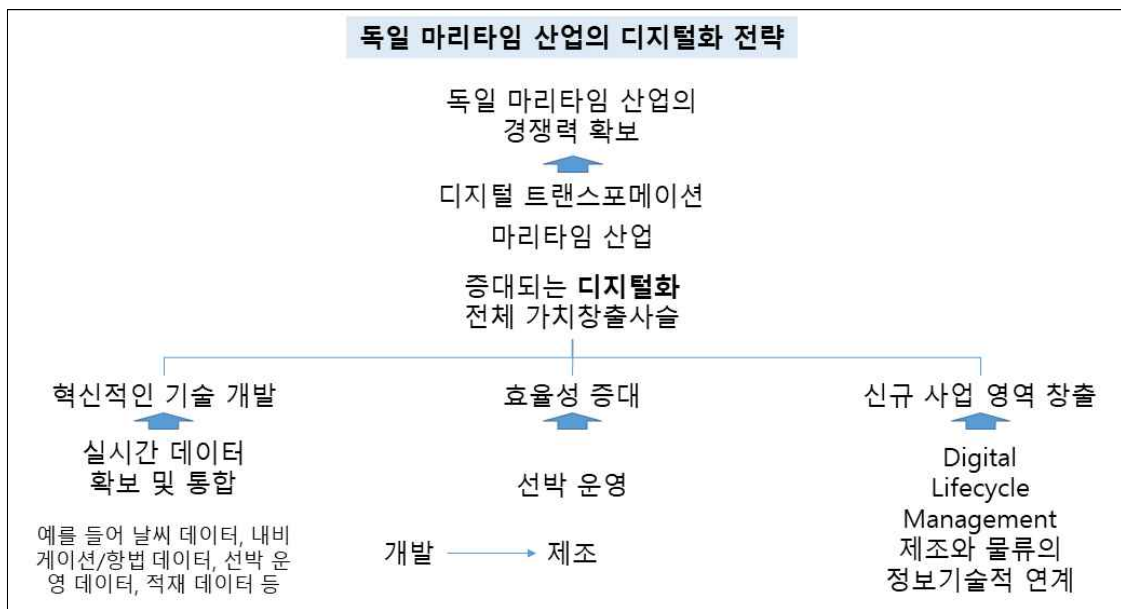 독일 마리타임 산업의 디지털화 전략
독일 마리타임 산업의
경쟁력 확보
디지털 트랜스포메이션
마리타임 산업
증대되는 디지털화
전체 가치창출사슬
혁신적인 기술 개발
실시간 데이터
확보 및 통합
예를 들어 날씨 데이터, 내비
게이션/항법 데이터, 선박 운
영 데이터, 적재 데이터 등
효율성 증대
선박 운영
개발 제조
신규 사업 영역 창출
Digital
Lifecycle
Management
제조와 물류의
정보기술적 연계